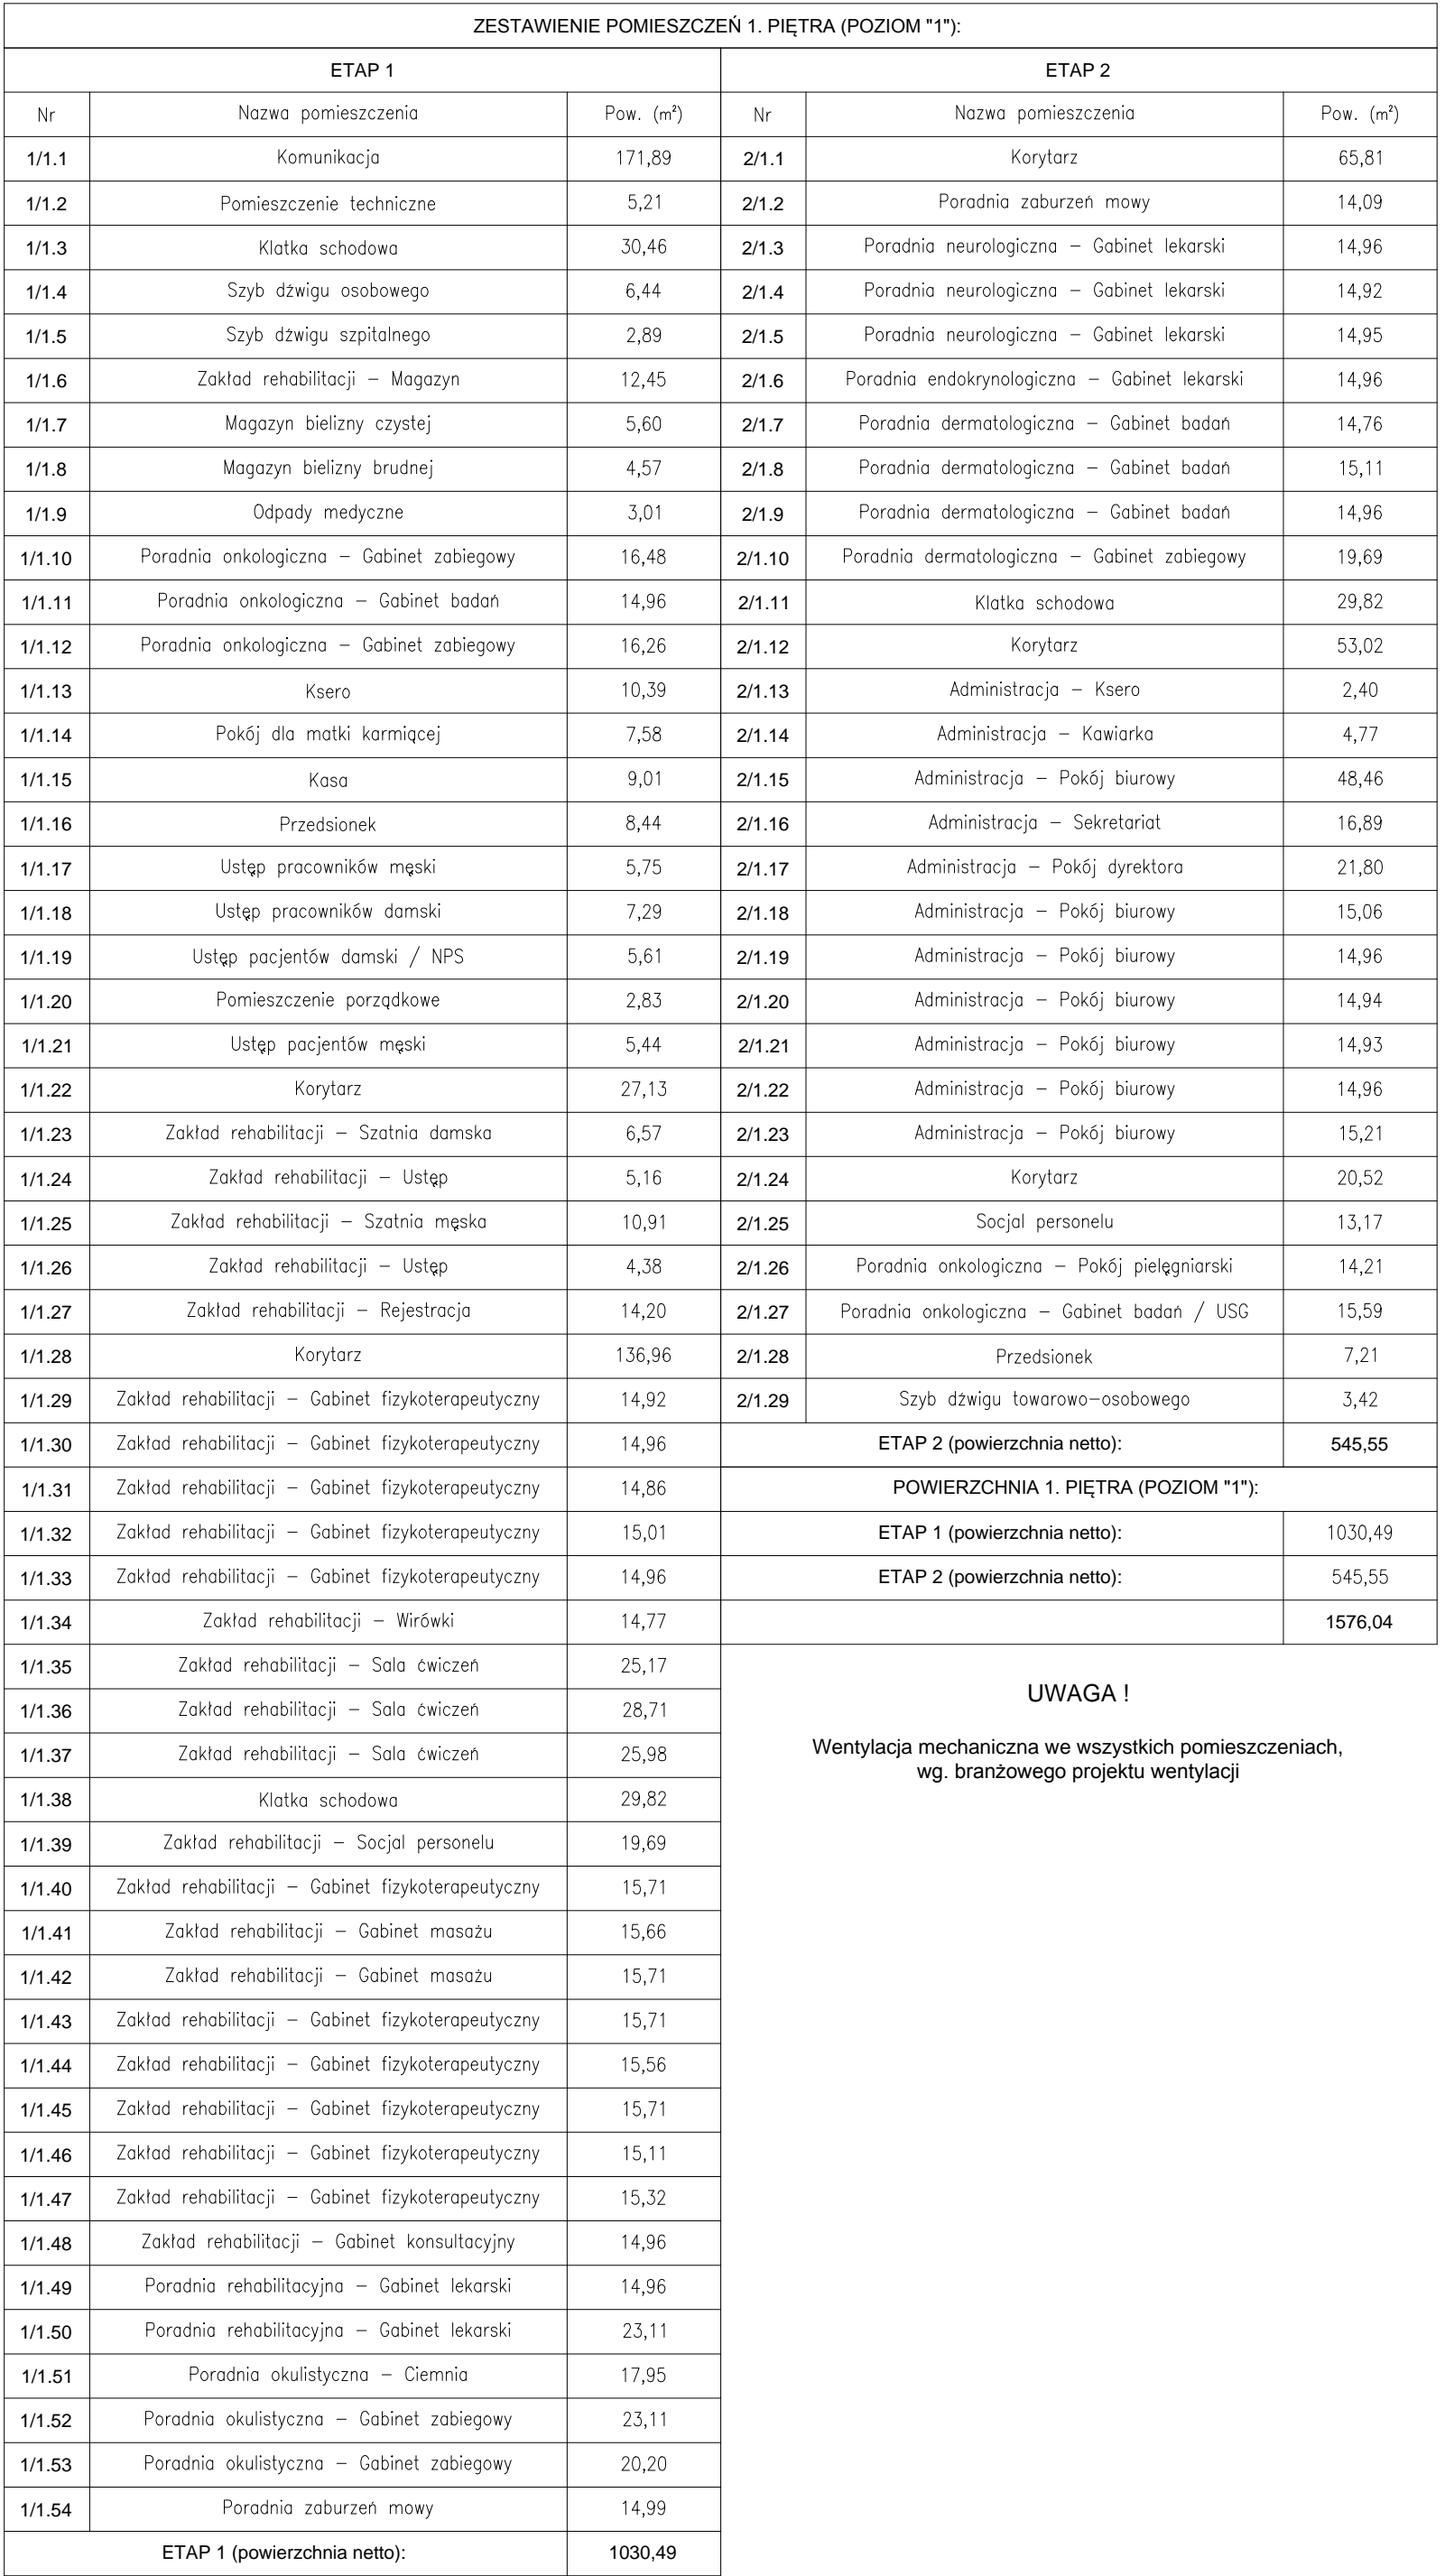 ZESTAWIENIE POMIESZCZEŃ 1. PIĘTRA (POZIOM "1"):
ETAP 1
Nr Nazwa pomieszczenia Pow. (m²)
1/1.1 Komunikacja 171,89
1/1.2 Pomieszczenie techniczne 5,21
1/1.3 Klatka schodowa 30,46
1/1.4 Szyb dźwigu osobowego 6,44
1/1.5 Szyb dźwigu szpitalnego 2,89
1/1.6 Zakład rehabilitacji – Magazyn 12,45
1/1.7 Magazyn bielizny czystej 5,60
1/1.8 Magazyn bielizny brudnej 4,57
1/1.9 Odpady medyczne 3,01
1/1.10 Poradnia onkologiczna – Gabinet zabiegowy 16,48
1/1.11 Poradnia onkologiczna – Gabinet badań 14,96
1/1.12 Poradnia onkologiczna – Gabinet zabiegowy 16,26
1/1.13 Ksero 10,39
1/1.14 Pokój dla matki karmiącej 7,58
1/1.15 Kasa 9,01
1/1.16 Przedsionek 8,44
1/1.17 Ustęp pracowników męski 5,75
1/1.18 Ustęp pracowników damski 7,29
1/1.19 Ustęp pacjentów damski / NPS 5,61
1/1.20 Pomieszczenie porządkowe 2,83
1/1.21 Ustęp pacjentów męski 5,44
1/1.22 Korytarz 27,13
1/1.23 Zakład rehabilitacji – Szatnia damska 6,57
1/1.24 Zakład rehabilitacji – Ustęp 5,16
1/1.25 Zakład rehabilitacji – Szatnia męska 10,91
1/1.26 Zakład rehabilitacji – Ustęp 4,38
1/1.27 Zakład rehabilitacji – Rejestracja 14,20
1/1.28 Korytarz 136,96
1/1.29 Zakład rehabilitacji – Gabinet fizykoterapeutyczny 14,92
1/1.30 Zakład rehabilitacji – Gabinet fizykoterapeutyczny 14,96
1/1.31 Zakład rehabilitacji – Gabinet fizykoterapeutyczny 14,86
1/1.32 Zakład rehabilitacji – Gabinet fizykoterapeutyczny 15,01
1/1.33 Zakład rehabilitacji – Gabinet fizykoterapeutyczny 14,96
1/1.34 Zakład rehabilitacji – Wirówki 14,77
1/1.35 Zakład rehabilitacji – Sala ćwiczeń 25,17
1/1.36 Zakład rehabilitacji – Sala ćwiczeń 28,71
1/1.37 Zakład rehabilitacji – Sala ćwiczeń 25,98
1/1.38 Klatka schodowa 29,82
1/1.39 Zakład rehabilitacji – Socjal personelu 19,69
1/1.40 Zakład rehabilitacji – Gabinet fizykoterapeutyczny 15,71
1/1.41 Zakład rehabilitacji – Gabinet masażu 15,66
1/1.42 Zakład rehabilitacji – Gabinet masażu 15,71
1/1.43 Zakład rehabilitacji – Gabinet fizykoterapeutyczny 15,71
1/1.44 Zakład rehabilitacji – Gabinet fizykoterapeutyczny 15,56
1/1.45 Zakład rehabilitacji – Gabinet fizykoterapeutyczny 15,71
1/1.46 Zakład rehabilitacji – Gabinet fizykoterapeutyczny 15,11
1/1.47 Zakład rehabilitacji – Gabinet fizykoterapeutyczny 15,32
1/1.48 Zakład rehabilitacji – Gabinet konsultacyjny 14,96
1/1.49 Poradnia rehabilitacyjna – Gabinet lekarski 14,96
1/1.50 Poradnia rehabilitacyjna – Gabinet lekarski 23,11
1/1.51 Poradnia okulistyczna – Ciemnia 17,95
1/1.52 Poradnia okulistyczna – Gabinet zabiegowy 23,11
1/1.53 Poradnia okulistyczna – Gabinet zabiegowy 20,20
1/1.54 Poradnia zaburzeń mowy 14,99
ETAP 1 (powierzchnia netto): 1030,49
ETAP 2
Nr Nazwa pomieszczenia Pow. (m²)
2/1.1 Korytarz 65,81
2/1.2 Poradnia zaburzeń mowy 14,09
2/1.3 Poradnia neurologiczna – Gabinet lekarski 14,96
2/1.4 Poradnia neurologiczna – Gabinet lekarski 14,92
2/1.5 Poradnia neurologiczna – Gabinet lekarski 14,95
2/1.6 Poradnia endokrynologiczna – Gabinet lekarski 14,96
2/1.7 Poradnia dermatologiczna – Gabinet badań 14,76
2/1.8 Poradnia dermatologiczna – Gabinet badań 15,11
2/1.9 Poradnia dermatologiczna – Gabinet badań 14,96
2/1.10 Poradnia dermatologiczna – Gabinet zabiegowy 19,69
2/1.11 Klatka schodowa 29,82
2/1.12 Korytarz 53,02
2/1.13 Administracja – Ksero 2,40
2/1.14 Administracja – Kawiarka 4,77
2/1.15 Administracja – Pokój biurowy 48,46
2/1.16 Administracja – Sekretariat 16,89
2/1.17 Administracja – Pokój dyrektora 21,80
2/1.18 Administracja – Pokój biurowy 15,06
2/1.19 Administracja – Pokój biurowy 14,96
2/1.20 Administracja – Pokój biurowy 14,94
2/1.21 Administracja – Pokój biurowy 14,93
2/1.22 Administracja – Pokój biurowy 14,96
2/1.23 Administracja – Pokój biurowy 15,21
2/1.24 Korytarz 20,52
2/1.25 Socjal personelu 13,17
2/1.26 Poradnia onkologiczna – Pokój pielęgniarski 14,21
2/1.27 Poradnia onkologiczna – Gabinet badań / USG 15,59
2/1.28 Przedsionek 7,21
2/1.29 Szyb dźwigu towarowo–osobowego 3,42
ETAP 2 (powierzchnia netto): 545,55
POWIERZCHNIA 1. PIĘTRA (POZIOM "1"):
ETAP 1 (powierzchnia netto): 1030,49
ETAP 2 (powierzchnia netto): 545,55
1576,04
UWAGA !
Wentylacja mechaniczna we wszystkich pomieszczeniach,
wg. branżowego projektu wentylacji